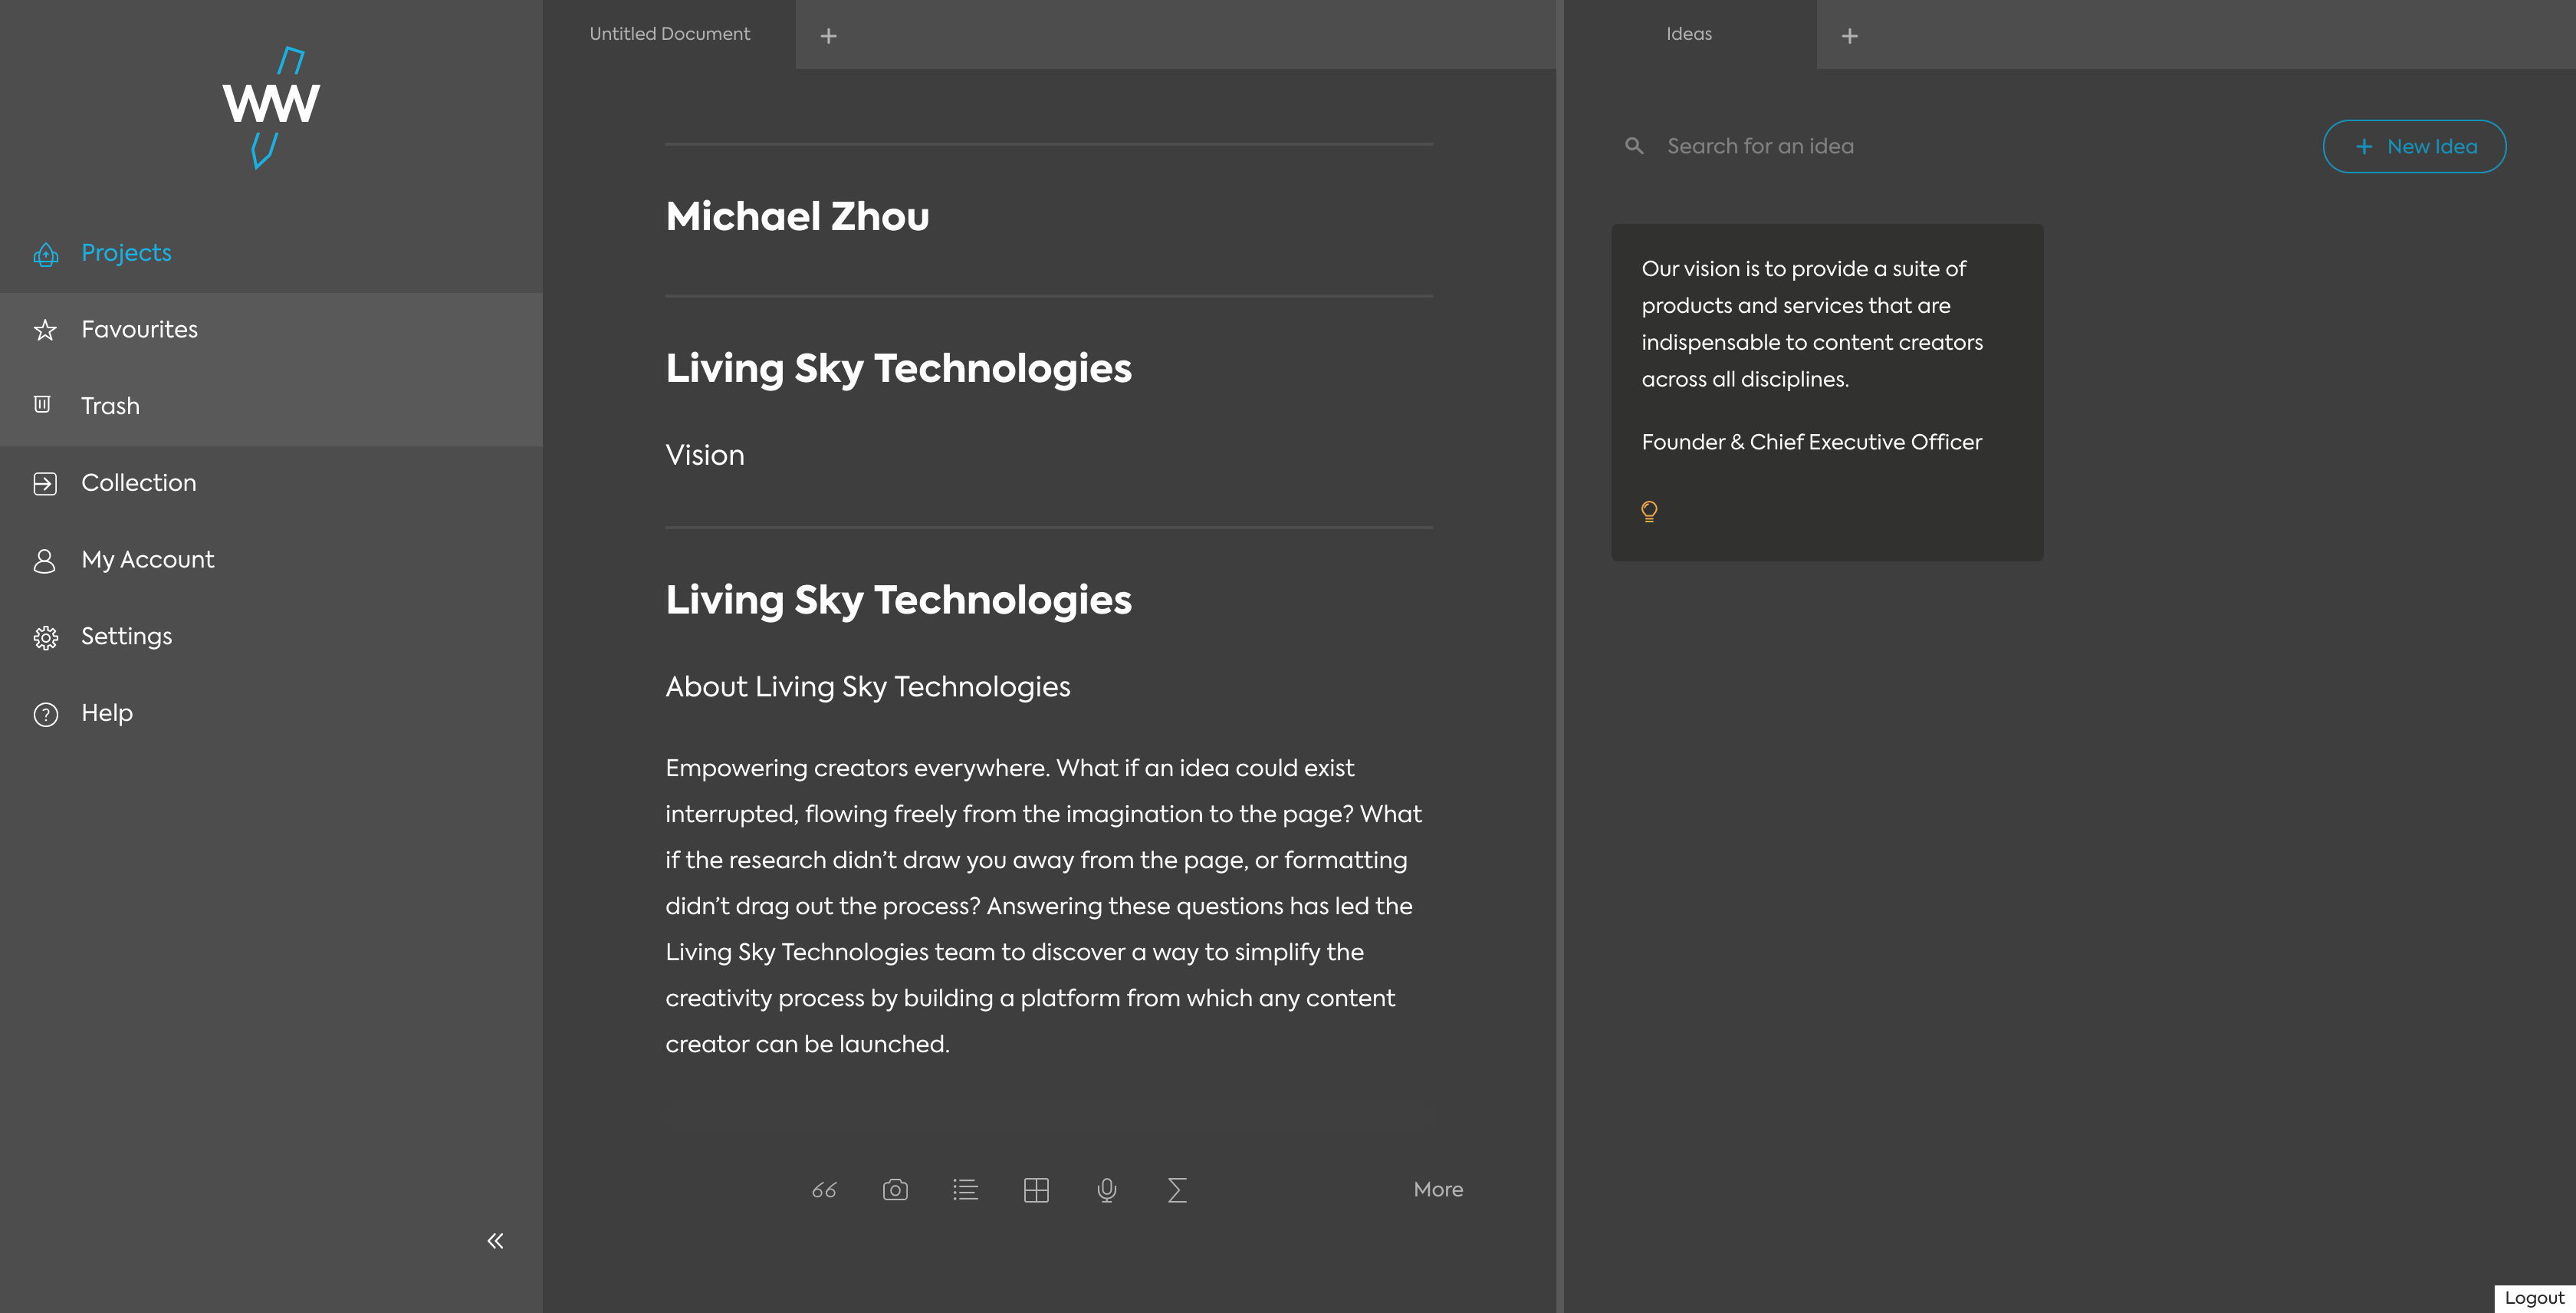 WW
Projects
Favourites
Trash
Collection
My Account
Settings
Help
Untitled Document
Michael Zhou
Living Sky Technologies
Vision
Living Sky Technologies
About Living Sky Technologies
Empowering creators everywhere. What if an idea could exist
interrupted, flowing freely from the imagination to the page? What
if the research didn’t draw you away from the page, or formatting
didn’t drag out the process? Answering these questions has led the
Living Sky Technologies team to discover a way to simplify the
creativity process by building a platform from which any content
creator can be launched.
More
Ideas
Search for an idea
+ New Idea
Our vision is to provide a suite of
products and services that are
indispensable to content creators
across all disciplines.
Founder & Chief Executive Officer
Logout